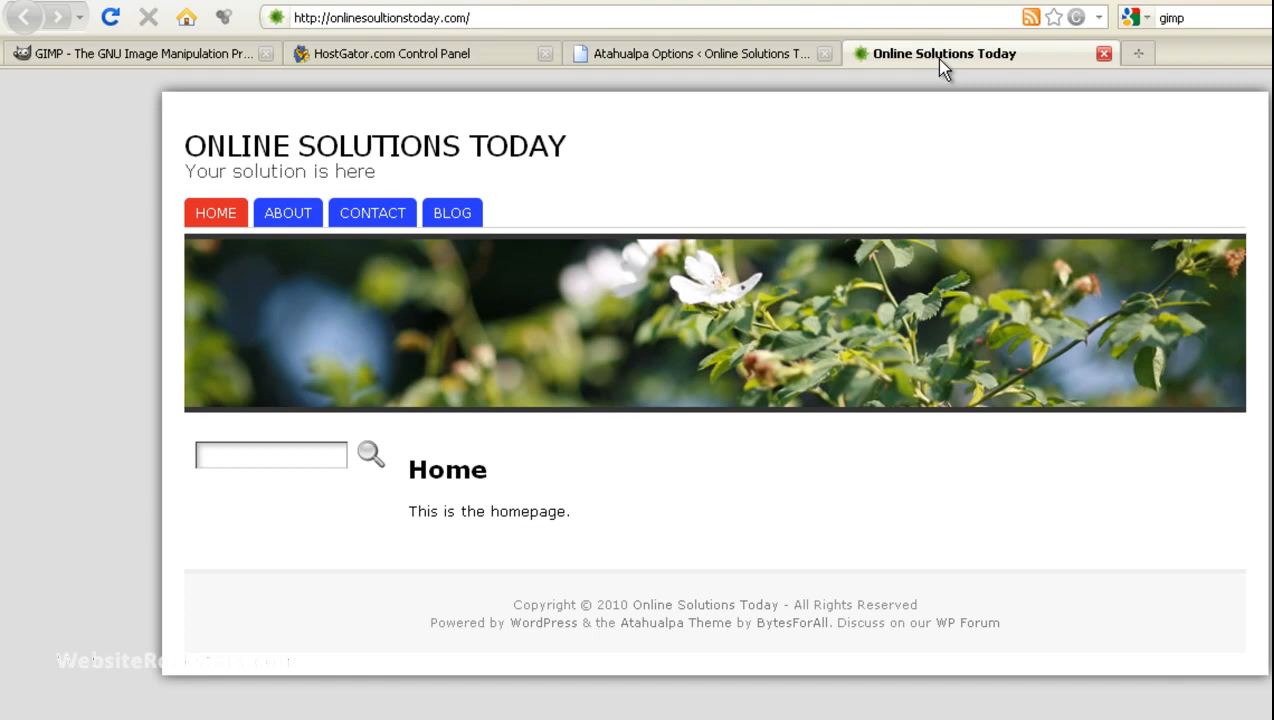 http://onlinesoultionstoday.com/
gimp
GIMP - The GNU Image Manipulation Pr...
HostGator.com Control Panel
Atahualpa Options ‹ Online Solutions T...
Online Solutions Today
ONLINE SOLUTIONS TODAY
Your solution is here
HOME
ABOUT
CONTACT
BLOG
Home
This is the homepage.
Copyright © 2010 Online Solutions Today - All Rights Reserved
Powered by WordPress & the Atahualpa Theme by BytesForAll. Discuss on our WP Forum